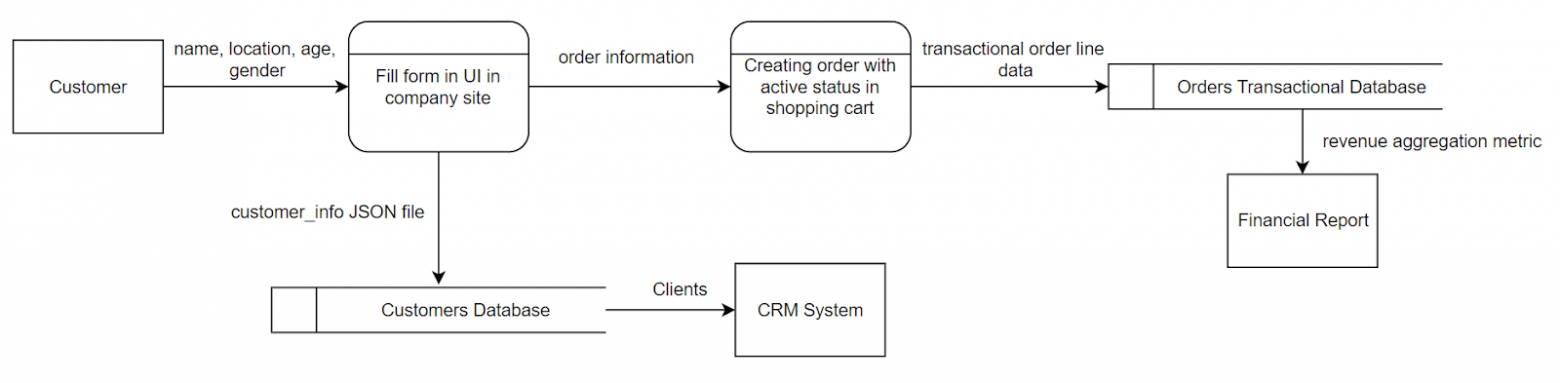 Customer
name, location, age,
gender
Fill form in UI in
company site
order information
Creating order with
active status in
shopping cart
transactional order line
data
Orders Transactional Database
revenue aggregation metric
Financial Report
customer_info JSON file
Customers Database
Clients
CRM System